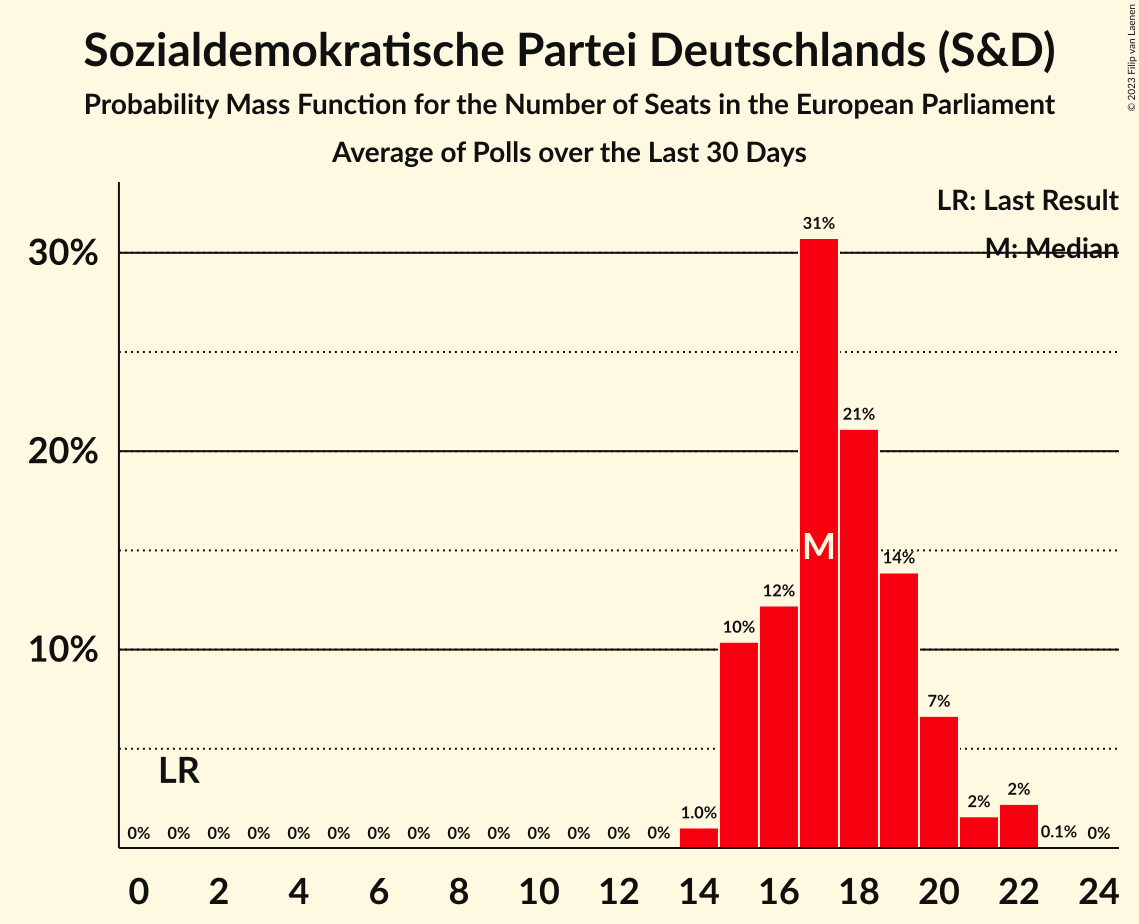 Sozialdemokratische Partei Deutschlands (S&D)
Probability Mass Function for the Number of Seats in the European Parliament
Average of Polls over the Last 30 Days
© 2023 Filip van Laenen
LR: Last Result
M: Median
30%
20%
10%
31%
21%
14%
12%
10%
7%
2%
2%
1.0%
0.1%
0%
M
LR
0% 0% 0% 0% 0% 0% 0% 0% 0% 0% 0% 0% 0% 0%
0 2 4 6 8 10 12 14 16 18 20 22 24